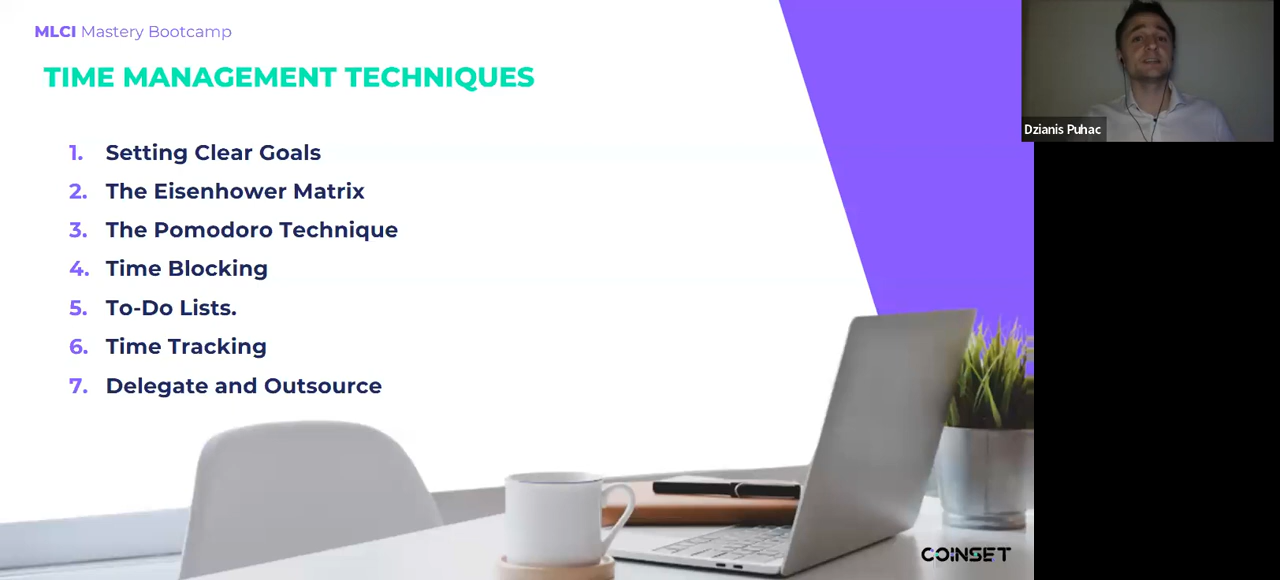 MLCI Mastery Bootcamp
TIME MANAGEMENT TECHNIQUES
1. Setting Clear Goals
2. The Eisenhower Matrix
3. The Pomodoro Technique
4. Time Blocking
5. To-Do Lists.
6. Time Tracking
7. Delegate and Outsource
Dzianis Puhac
COINSET